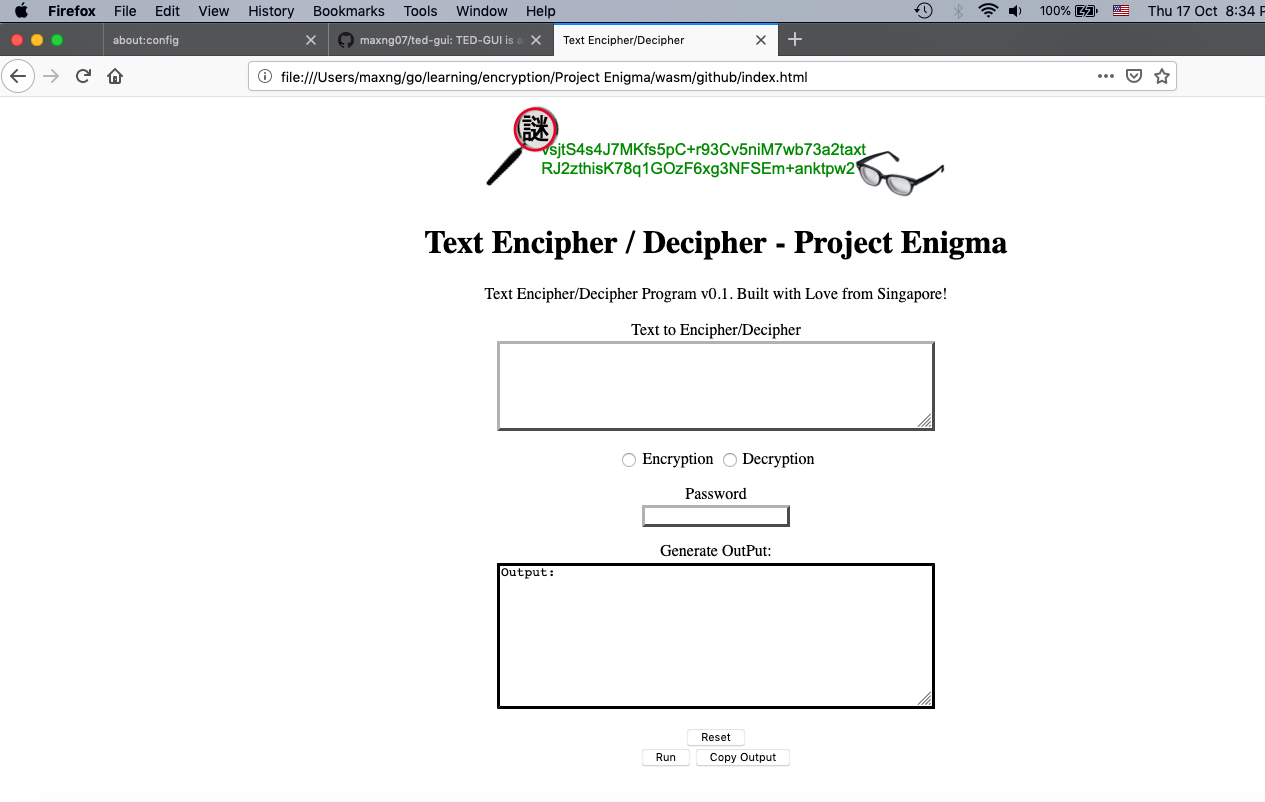 Firefox File Edit View History Bookmarks Tools Window Help 100% Thu 17 Oct 8:34
about:config maxng07/ted-gui: TED-GUI is Text Encipher/Decipher
file:///Users/maxng/go/learning/encryption/Project Enigma/wasm/github/index.html
謎
vsjtS4s4J7MKfs5pC+r93Cv5niM7wb73a2taxt
RJ2zthisK78q1GOzF6xg3NFSEm+anktpw2
Text Encipher / Decipher - Project Enigma
Text Encipher/Decipher Program v0.1. Built with Love from Singapore!
Text to Encipher/Decipher
Encryption Decryption
Password
Generate OutPut:
Output:
Reset
Run Copy Output